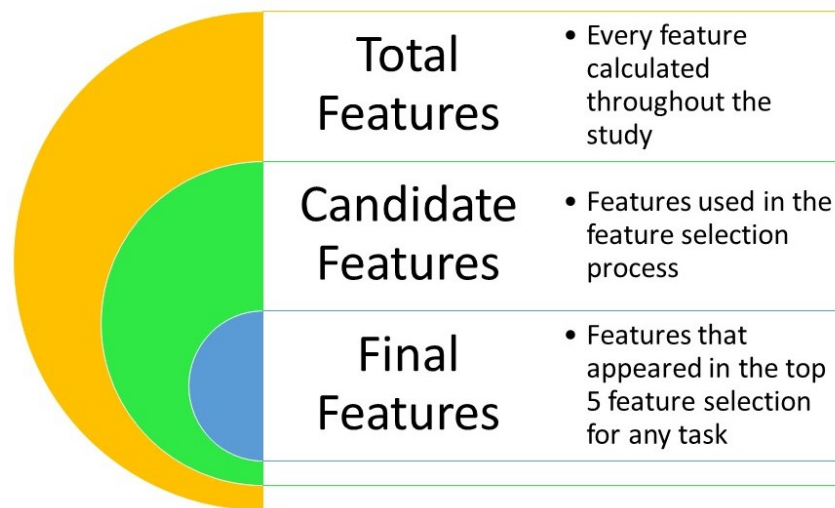 Total
Features
• Every feature
calculated
throughout the
study
Candidate
Features
• Features used in the
feature selection
process
Final
Features
• Features that
appeared in the top
5 feature selection
for any task